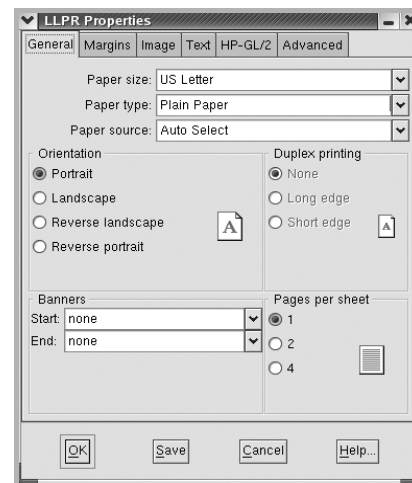 LLPR Properties
General Margins Image Text HP-GL/2 Advanced
Paper size: US Letter
Paper type: Plain Paper
Paper source: Auto Select
Orientation
Portrait
Landscape
Reverse landscape
Reverse portrait
A
Duplex printing
None
Long edge
Short edge
A
Banners
Start: none
End: none
Pages per sheet
1
2
4
OK Save Cancel Help...